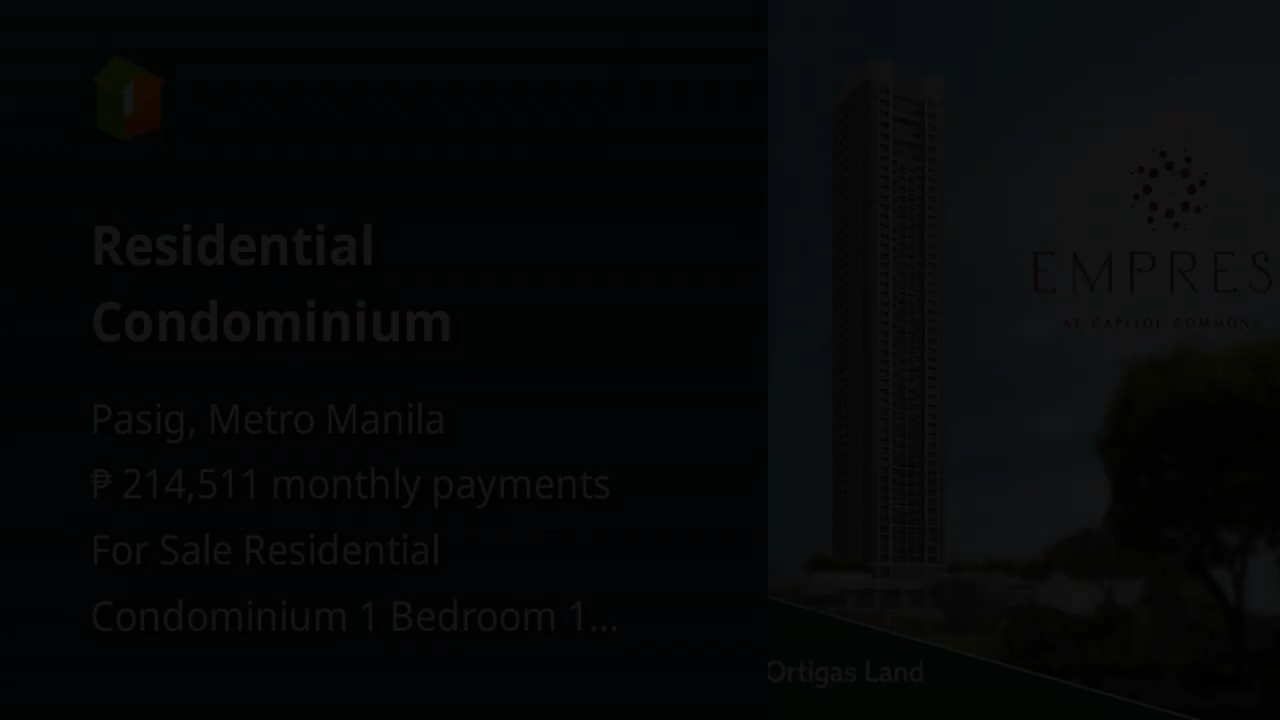 Residential
Condominium
Pasig, Metro Manila
₱ 214,511 monthly payments
For Sale Residential
Condominium 1 Bedroom 1...
EMPRES
AT CAPITOL COMMONS
Ortigas Land